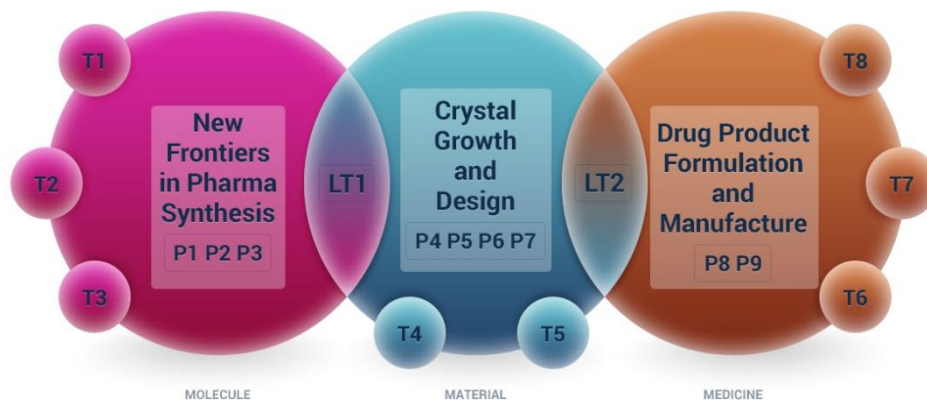 T1
T2
T3
New
Frontiers
in Pharma
Synthesis
P1 P2 P3
LT1
Crystal
Growth
and
Design
P4 P5 P6 P7
T4
T5
LT2
Drug Product
Formulation
and
Manufacture
P8 P9
T8
T7
T6
MOLECULE
MATERIAL
MEDICINE